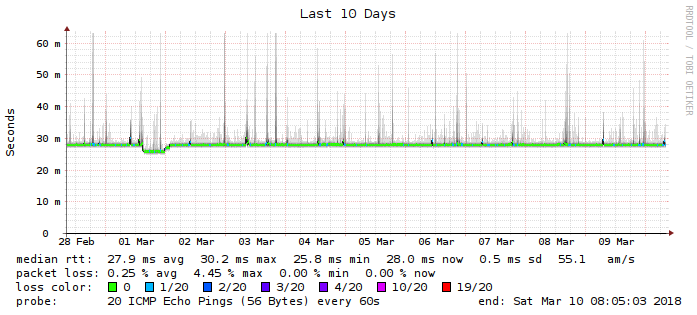 Last 10 Days
RRDTOOL / TOBI OETIKER
Seconds
60 m
50 m
40 m
30 m
20 m
10 m
0
28 Feb 01 Mar 02 Mar 03 Mar 04 Mar 05 Mar 06 Mar 07 Mar 08 Mar 09 Mar
median rtt: 27.9 ms avg 30.2 ms max 25.8 ms min 28.0 ms now 0.5 ms sd 55.1 am/s
packet loss: 0.25 % avg 4.45 % max 0.00 % min 0.00 % now
loss color: 0 1/20 2/20 3/20 4/20 10/20 19/20
probe: 20 ICMP Echo Pings (56 Bytes) every 60s end: Sat Mar 10 08:05:03 2018